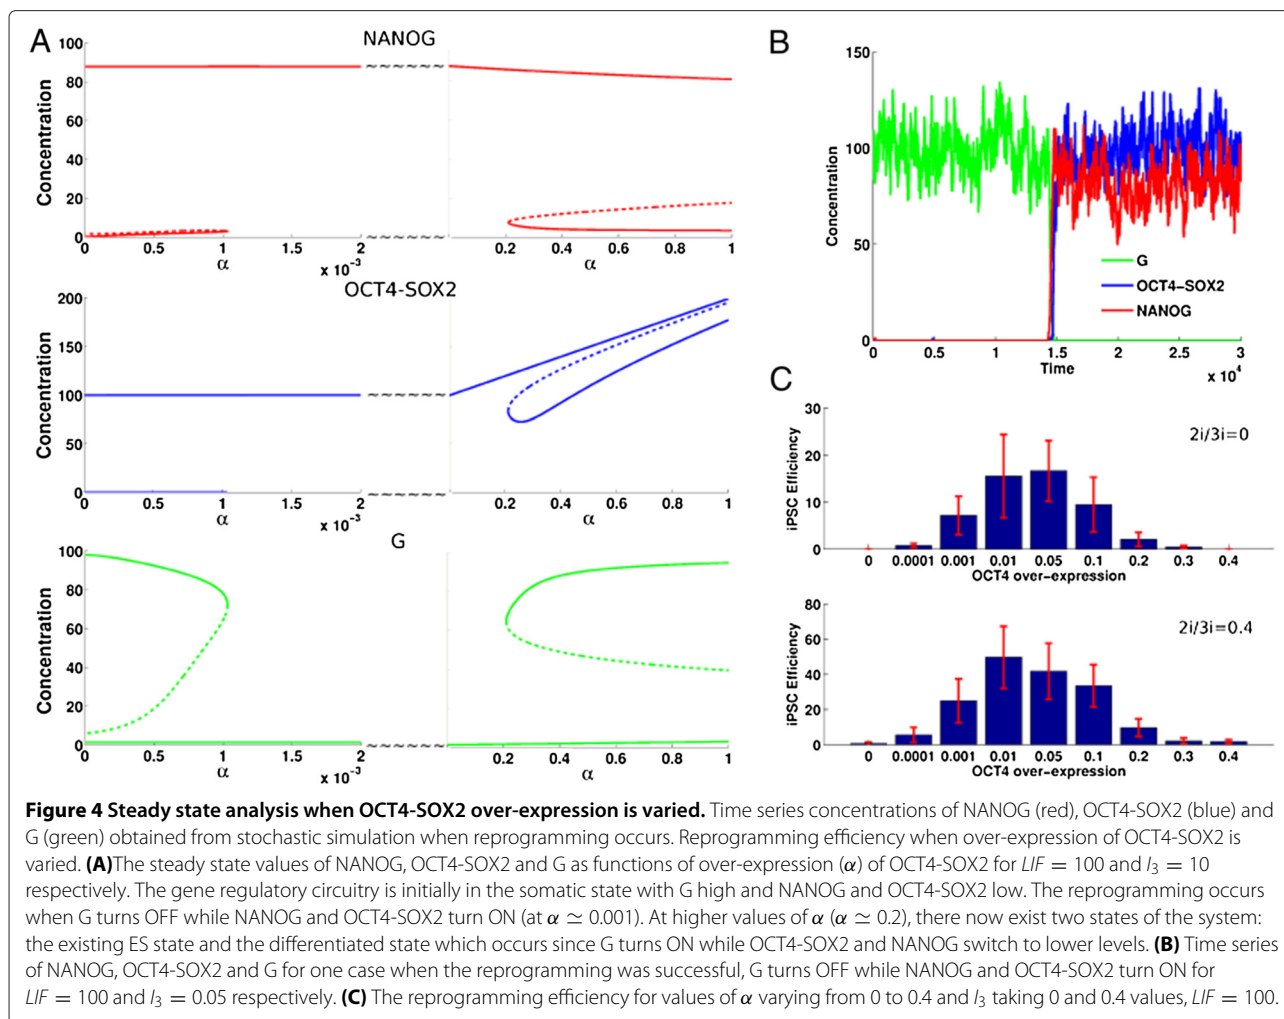 A
NANOG
100
80
60
40
20
0
Concentration
0 0.5 1 1.5 2
α
x 10⁻³
0.2 0.4 0.6 0.8 1
α
OCT4-SOX2
200
150
100
50
0
Concentration
0 0.5 1 1.5 2
α
x 10⁻³
0.2 0.4 0.6 0.8 1
α
G
100
80
60
40
20
0
Concentration
0 0.5 1 1.5 2
α
x 10⁻³
0.2 0.4 0.6 0.8 1
α
B
150
100
50
0
Concentration
G
OCT4−SOX2
NANOG
0 0.5 1 1.5 2 2.5 3
Time
x 10⁴
C
30
20
10
0
iPSC Efficiency
2i/3i=0
0 0.0001 0.001 0.01 0.05 0.1 0.2 0.3 0.4
OCT4 over-expression
80
60
40
20
0
iPSC Efficiency
2i/3i=0.4
0 0.0001 0.001 0.01 0.05 0.1 0.2 0.3 0.4
OCT4 over-expression
Figure 4 Steady state analysis when OCT4-SOX2 over-expression is varied. Time series concentrations of NANOG (red), OCT4-SOX2 (blue) and
G (green) obtained from stochastic simulation when reprogramming occurs. Reprogramming efficiency when over-expression of OCT4-SOX2 is
varied. (A)The steady state values of NANOG, OCT4-SOX2 and G as functions of over-expression (α) of OCT4-SOX2 for LIF = 100 and I₃ = 10
respectively. The gene regulatory circuitry is initially in the somatic state with G high and NANOG and OCT4-SOX2 low. The reprogramming occurs
when G turns OFF while NANOG and OCT4-SOX2 turn ON (at α ≃ 0.001). At higher values of α (α ≃ 0.2), there now exist two states of the system:
the existing ES state and the differentiated state which occurs since G turns ON while OCT4-SOX2 and NANOG switch to lower levels. (B) Time series
of NANOG, OCT4-SOX2 and G for one case when the reprogramming was successful, G turns OFF while NANOG and OCT4-SOX2 turn ON for
LIF = 100 and I₃ = 0.05 respectively. (C) The reprogramming efficiency for values of α varying from 0 to 0.4 and I₃ taking 0 and 0.4 values, LIF = 100.